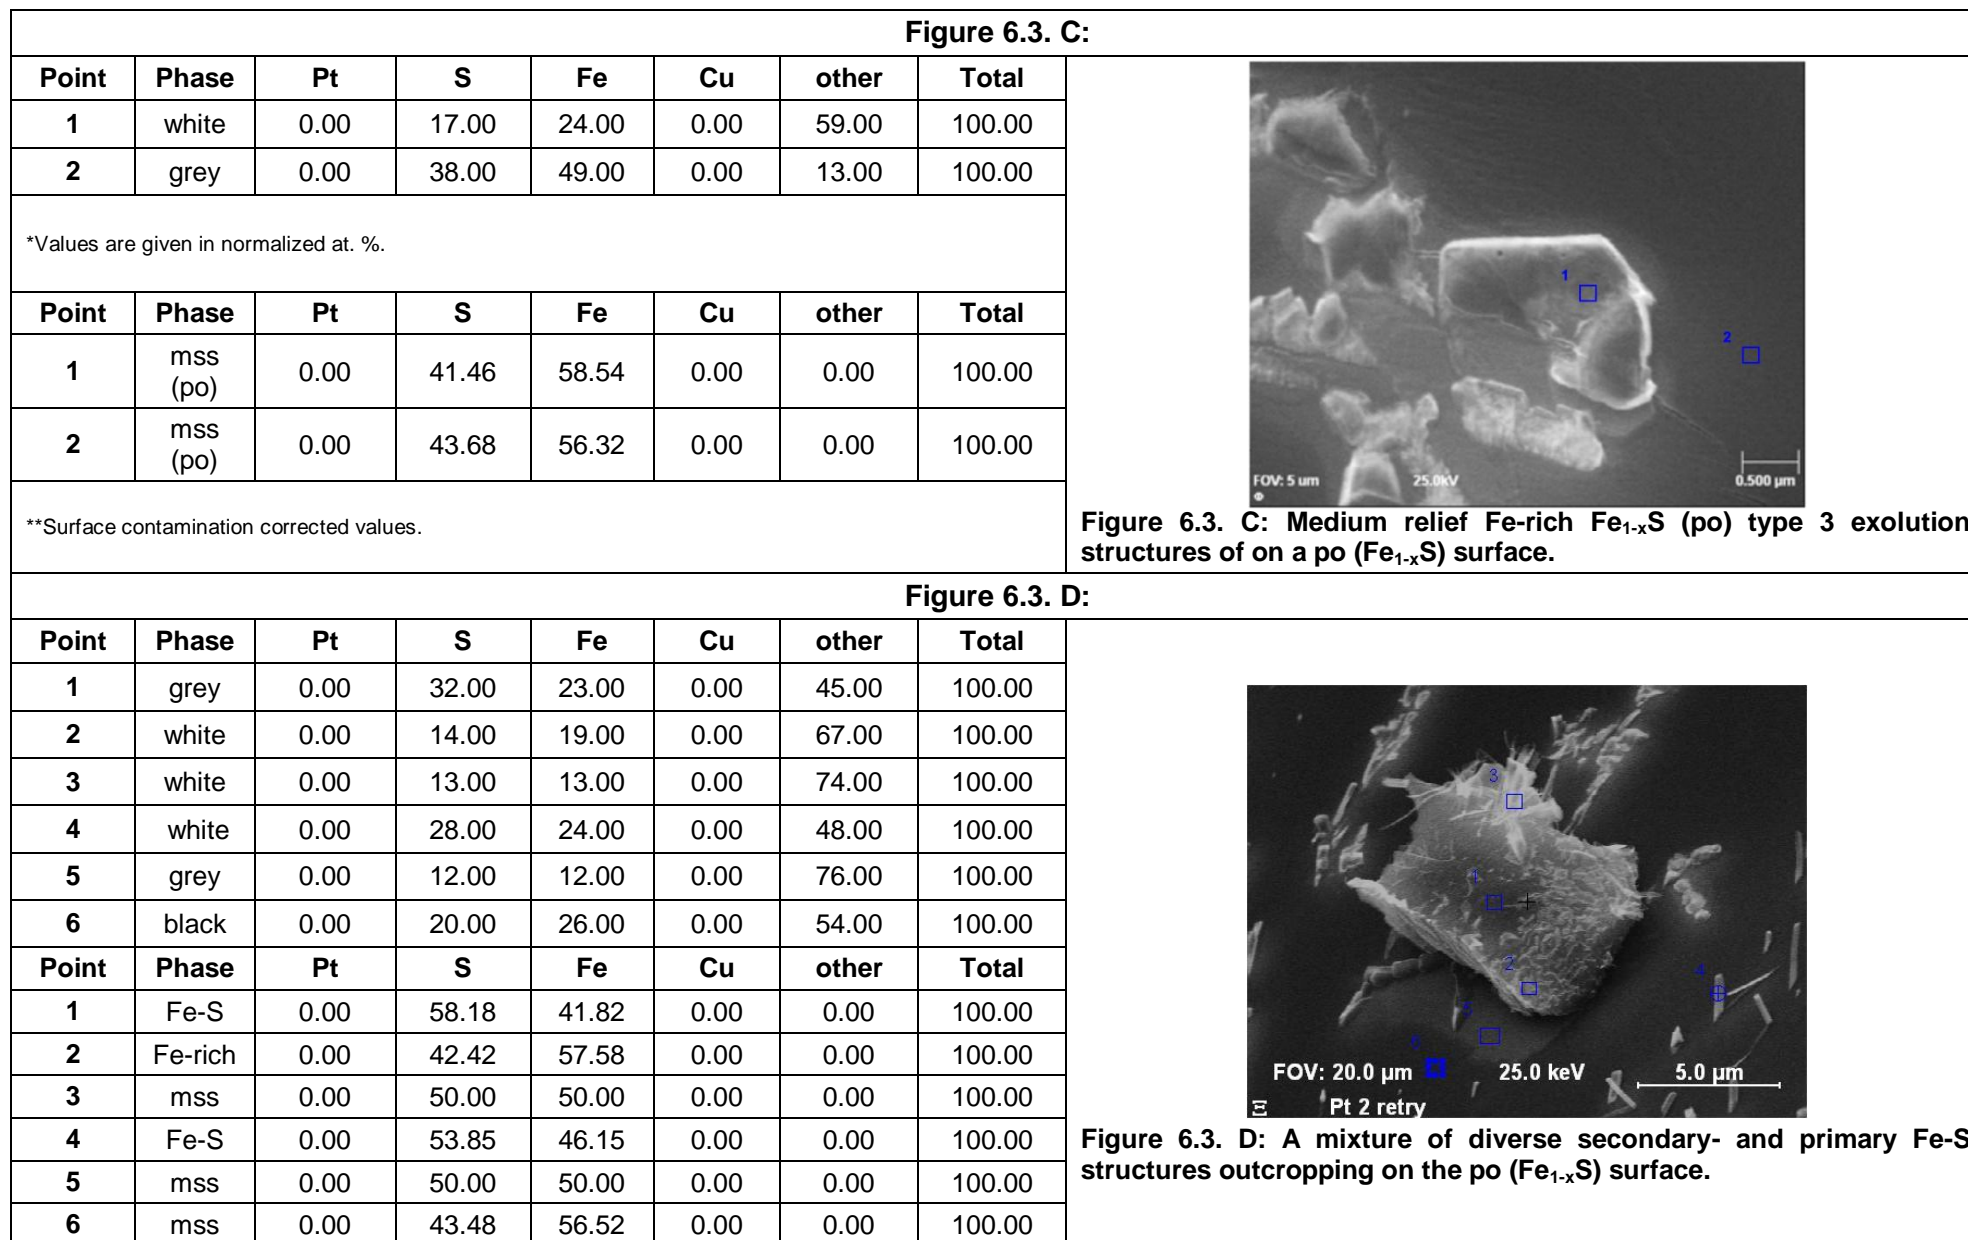 Figure 6.3. C:
Point Phase Pt S Fe Cu other Total
1 white 0.00 17.00 24.00 0.00 59.00 100.00
2 grey 0.00 38.00 49.00 0.00 13.00 100.00
*Values are given in normalized at. %.
Point Phase Pt S Fe Cu other Total
1 mss (po) 0.00 41.46 58.54 0.00 0.00 100.00
2 mss (po) 0.00 43.68 56.32 0.00 0.00 100.00
**Surface contamination corrected values.
1
2
FOV: 5 um 25.0kV 0.500 µm
Figure 6.3. C: Medium relief Fe-rich Fe1-xS (po) type 3 exolution
structures of on a po (Fe1-xS) surface.
Figure 6.3. D:
Point Phase Pt S Fe Cu other Total
1 grey 0.00 32.00 23.00 0.00 45.00 100.00
2 white 0.00 14.00 19.00 0.00 67.00 100.00
3 white 0.00 13.00 13.00 0.00 74.00 100.00
4 white 0.00 28.00 24.00 0.00 48.00 100.00
5 grey 0.00 12.00 12.00 0.00 76.00 100.00
6 black 0.00 20.00 26.00 0.00 54.00 100.00
Point Phase Pt S Fe Cu other Total
1 Fe-S 0.00 58.18 41.82 0.00 0.00 100.00
2 Fe-rich 0.00 42.42 57.58 0.00 0.00 100.00
3 mss 0.00 50.00 50.00 0.00 0.00 100.00
4 Fe-S 0.00 53.85 46.15 0.00 0.00 100.00
5 mss 0.00 50.00 50.00 0.00 0.00 100.00
6 mss 0.00 43.48 56.52 0.00 0.00 100.00
3
1
2
4
5
6
FOV: 20.0 µm 25.0 keV 5.0 µm
Pt 2 retry
Figure 6.3. D: A mixture of diverse secondary- and primary Fe-S
structures outcropping on the po (Fe1-xS) surface.